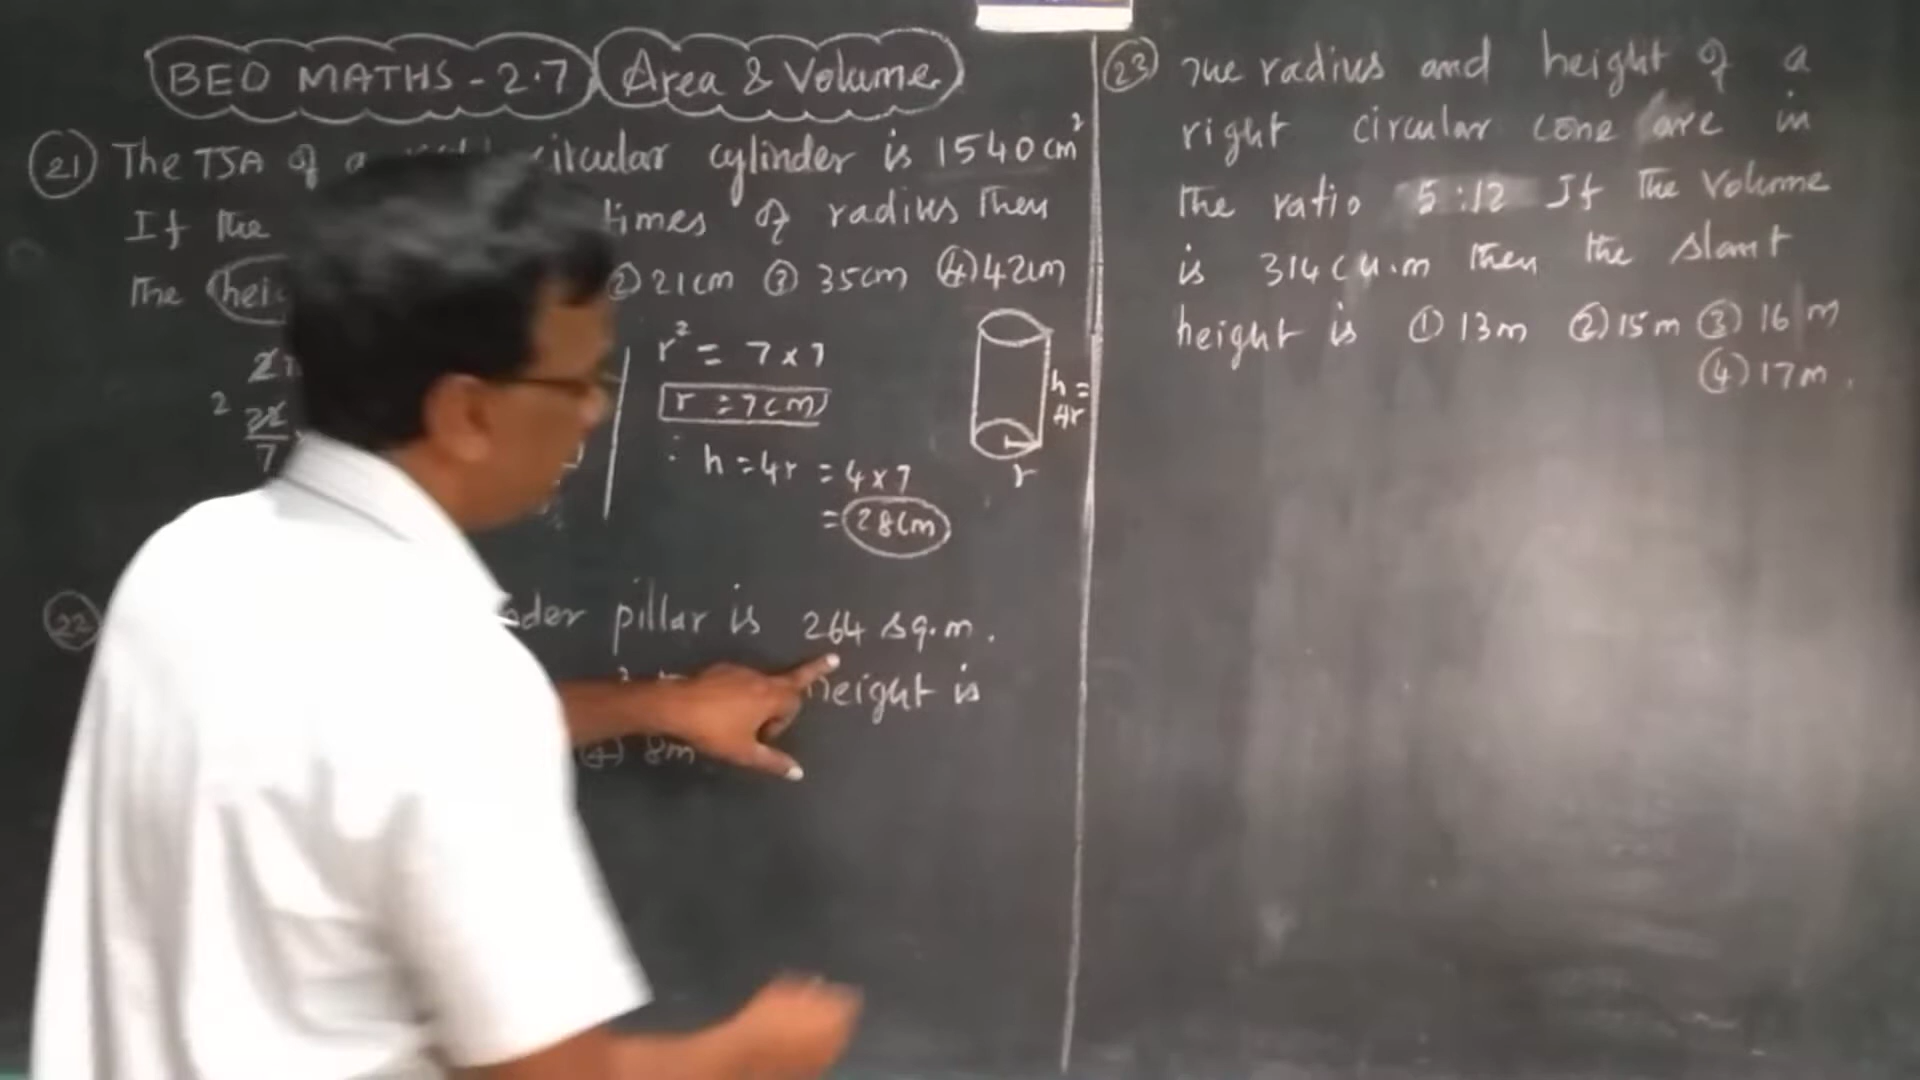 BED MATHS - 2.7 Area & Volume
21 The TSA of a circular cylinder is 1540 cm²
If the times of radius then
the 2 21cm 3 35cm 4 42cm
r² = 7 x 7
r = 7cm
∴ h = 4r = 4 x 7
= 28cm
h =
4r
r
2
7
22 pillar is 264 sq.m.
height is
(4) 8m
23 The radius and height of a
right circular cone are in
the ratio 5:12 If the Volume
is 314 cu.m then the slant
height is 1 13m 2 15m 3 16 m
4 17m.